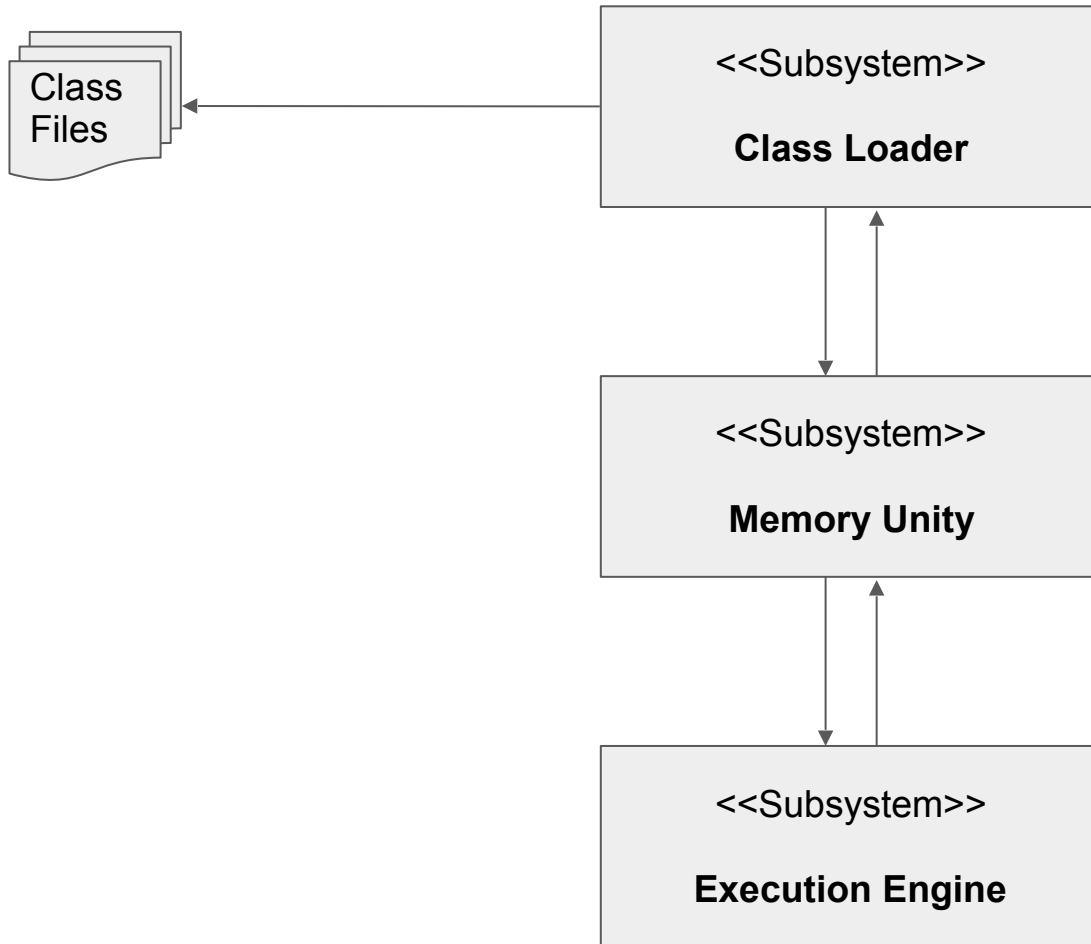 Class
Files
<<Subsystem>>
Class Loader
<<Subsystem>>
Memory Unity
<<Subsystem>>
Execution Engine